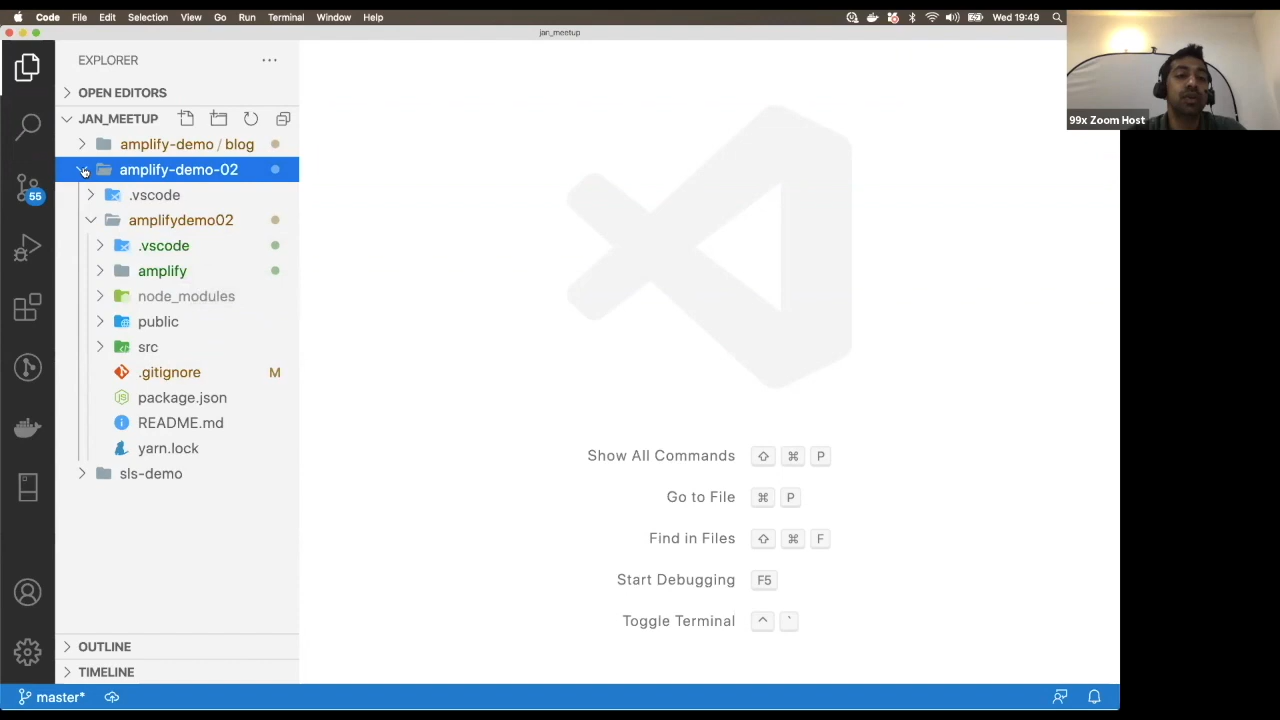 Code File Edit Selection View Go Run Terminal Window Help Wed 19:49
jan_meetup
99x Zoom Host
EXPLORER
OPEN EDITORS
JAN_MEETUP
amplify-demo / blog
amplify-demo-02
.vscode
55
amplifydemo02
.vscode
amplify
node_modules
public
src
.gitignore M
package.json
README.md
yarn.lock
sls-demo
Show All Commands ⇧ ⌘ P
Go to File ⌘ P
Find in Files ⇧ ⌘ F
Start Debugging F5
Toggle Terminal ^ `
OUTLINE
TIMELINE
master*